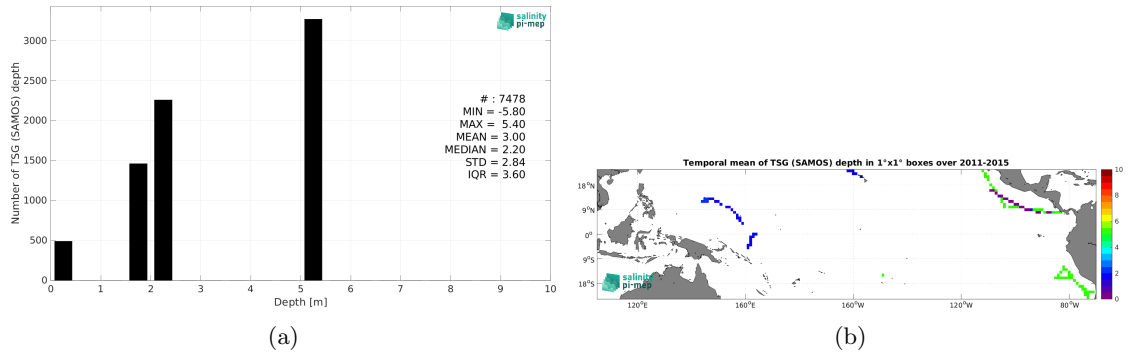 salinity
pi-mep
Number of TSG (SAMOS) depth
3000
2500
2000
1500
1000
500
0
# : 7478
MIN = -5.80
MAX = 5.40
MEAN = 3.00
MEDIAN = 2.20
STD = 2.84
IQR = 3.60
0 1 2 3 4 5 6 7 8 9 10
Depth [m]
(a)
Temporal mean of TSG (SAMOS) depth in 1°x1° boxes over 2011-2015
18°N
9°N
0°
9°S
18°S
salinity
pi-mep
120°E 160°E 160°W 120°W 80°W
10
8
6
4
2
0
(b)